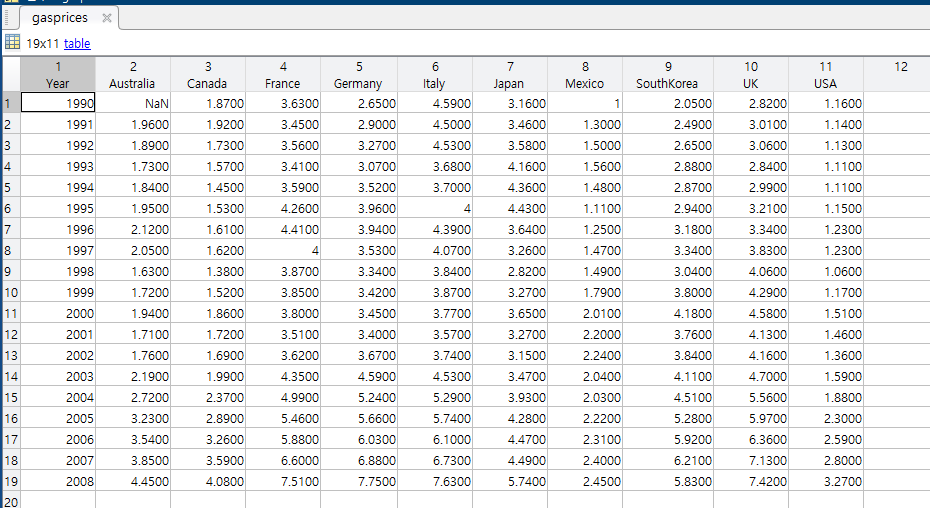 gasprices
19x11 table
1 2 3 4 5 6 7 8 9 10 11 12
Year Australia Canada France Germany Italy Japan Mexico SouthKorea UK USA
1 1990 NaN 1.8700 3.6300 2.6500 4.5900 3.1600 1 2.0500 2.8200 1.1600
2 1991 1.9600 1.9200 3.4500 2.9000 4.5000 3.4600 1.3000 2.4900 3.0100 1.1400
3 1992 1.8900 1.7300 3.5600 3.2700 4.5300 3.5800 1.5000 2.6500 3.0600 1.1300
4 1993 1.7300 1.5700 3.4100 3.0700 3.6800 4.1600 1.5600 2.8800 2.8400 1.1100
5 1994 1.8400 1.4500 3.5900 3.5200 3.7000 4.3600 1.4800 2.8700 2.9900 1.1100
6 1995 1.9500 1.5300 4.2600 3.9600 4 4.4300 1.1100 2.9400 3.2100 1.1500
7 1996 2.1200 1.6100 4.4100 3.9400 4.3900 3.6400 1.2500 3.1800 3.3400 1.2300
8 1997 2.0500 1.6200 4 3.5300 4.0700 3.2600 1.4700 3.3400 3.8300 1.2300
9 1998 1.6300 1.3800 3.8700 3.3400 3.8400 2.8200 1.4900 3.0400 4.0600 1.0600
10 1999 1.7200 1.5200 3.8500 3.4200 3.8700 3.2700 1.7900 3.8000 4.2900 1.1700
11 2000 1.9400 1.8600 3.8000 3.4500 3.7700 3.6500 2.0100 4.1800 4.5800 1.5100
12 2001 1.7100 1.7200 3.5100 3.4000 3.5700 3.2700 2.2000 3.7600 4.1300 1.4600
13 2002 1.7600 1.6900 3.6200 3.6700 3.7400 3.1500 2.2400 3.8400 4.1600 1.3600
14 2003 2.1900 1.9900 4.3500 4.5900 4.5300 3.4700 2.0400 4.1100 4.7000 1.5900
15 2004 2.7200 2.3700 4.9900 5.2400 5.2900 3.9300 2.0300 4.5100 5.5600 1.8800
16 2005 3.2300 2.8900 5.4600 5.6600 5.7400 4.2800 2.2200 5.2800 5.9700 2.3000
17 2006 3.5400 3.2600 5.8800 6.0300 6.1000 4.4700 2.3100 5.9200 6.3600 2.5900
18 2007 3.8500 3.5900 6.6000 6.8800 6.7300 4.4900 2.4000 6.2100 7.1300 2.8000
19 2008 4.4500 4.0800 7.5100 7.7500 7.6300 5.7400 2.4500 5.8300 7.4200 3.2700
20